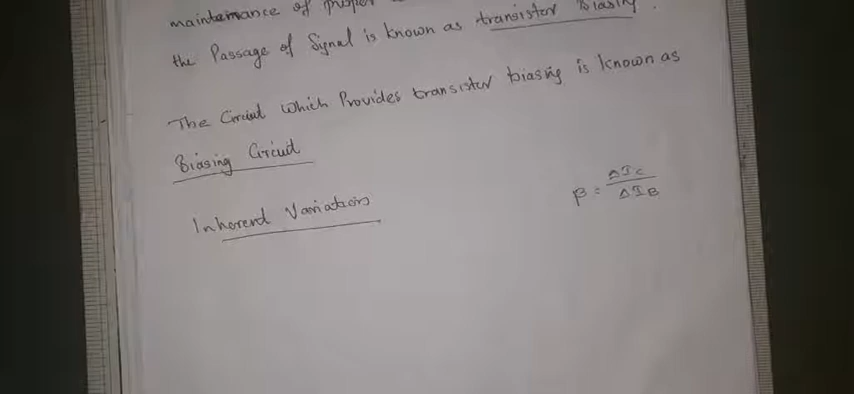 maintenance of proper
the Passage of Signal is known as transistor biasing.
The Circuit which Provides transistor biasing is known as
Biasing Circuit
Inherent Variations
β = ΔIC / ΔIB